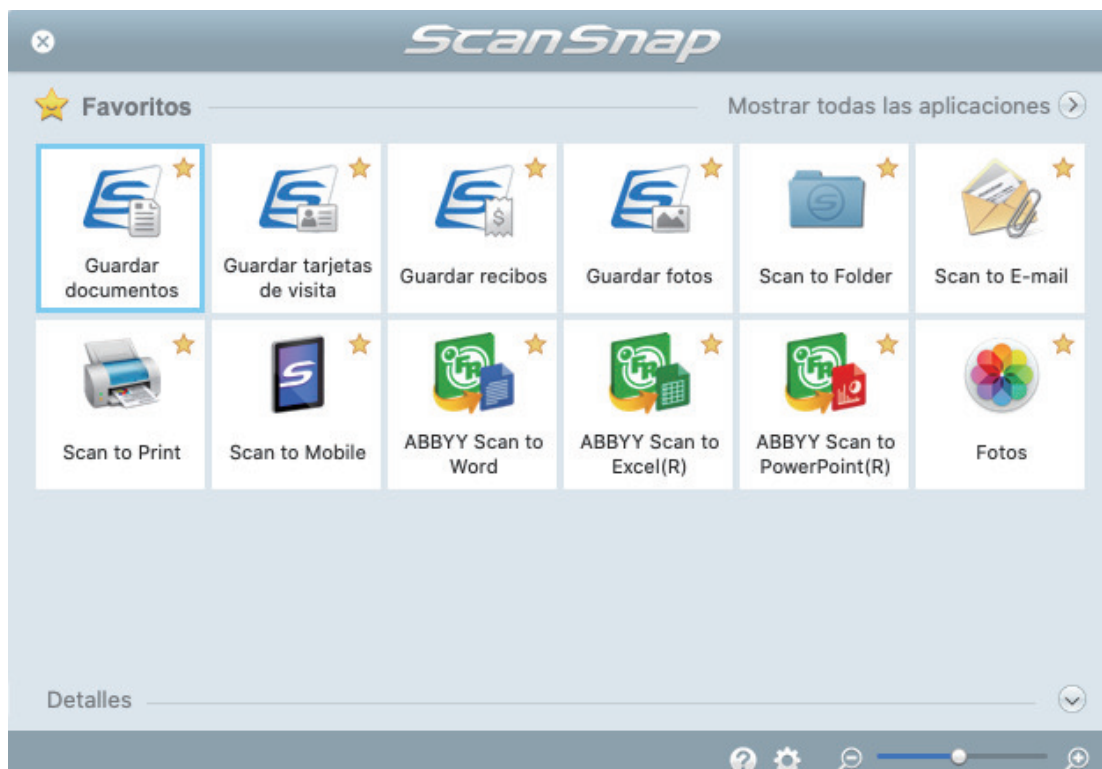 ScanSnap
Favoritos
Mostrar todas las aplicaciones
Guardar
documentos
Guardar tarjetas
de visita
Guardar recibos
Guardar fotos
Scan to Folder
Scan to E-mail
Scan to Print
Scan to Mobile
ABBYY Scan to
Word
ABBYY Scan to
Excel(R)
ABBYY Scan to
PowerPoint(R)
Fotos
Detalles